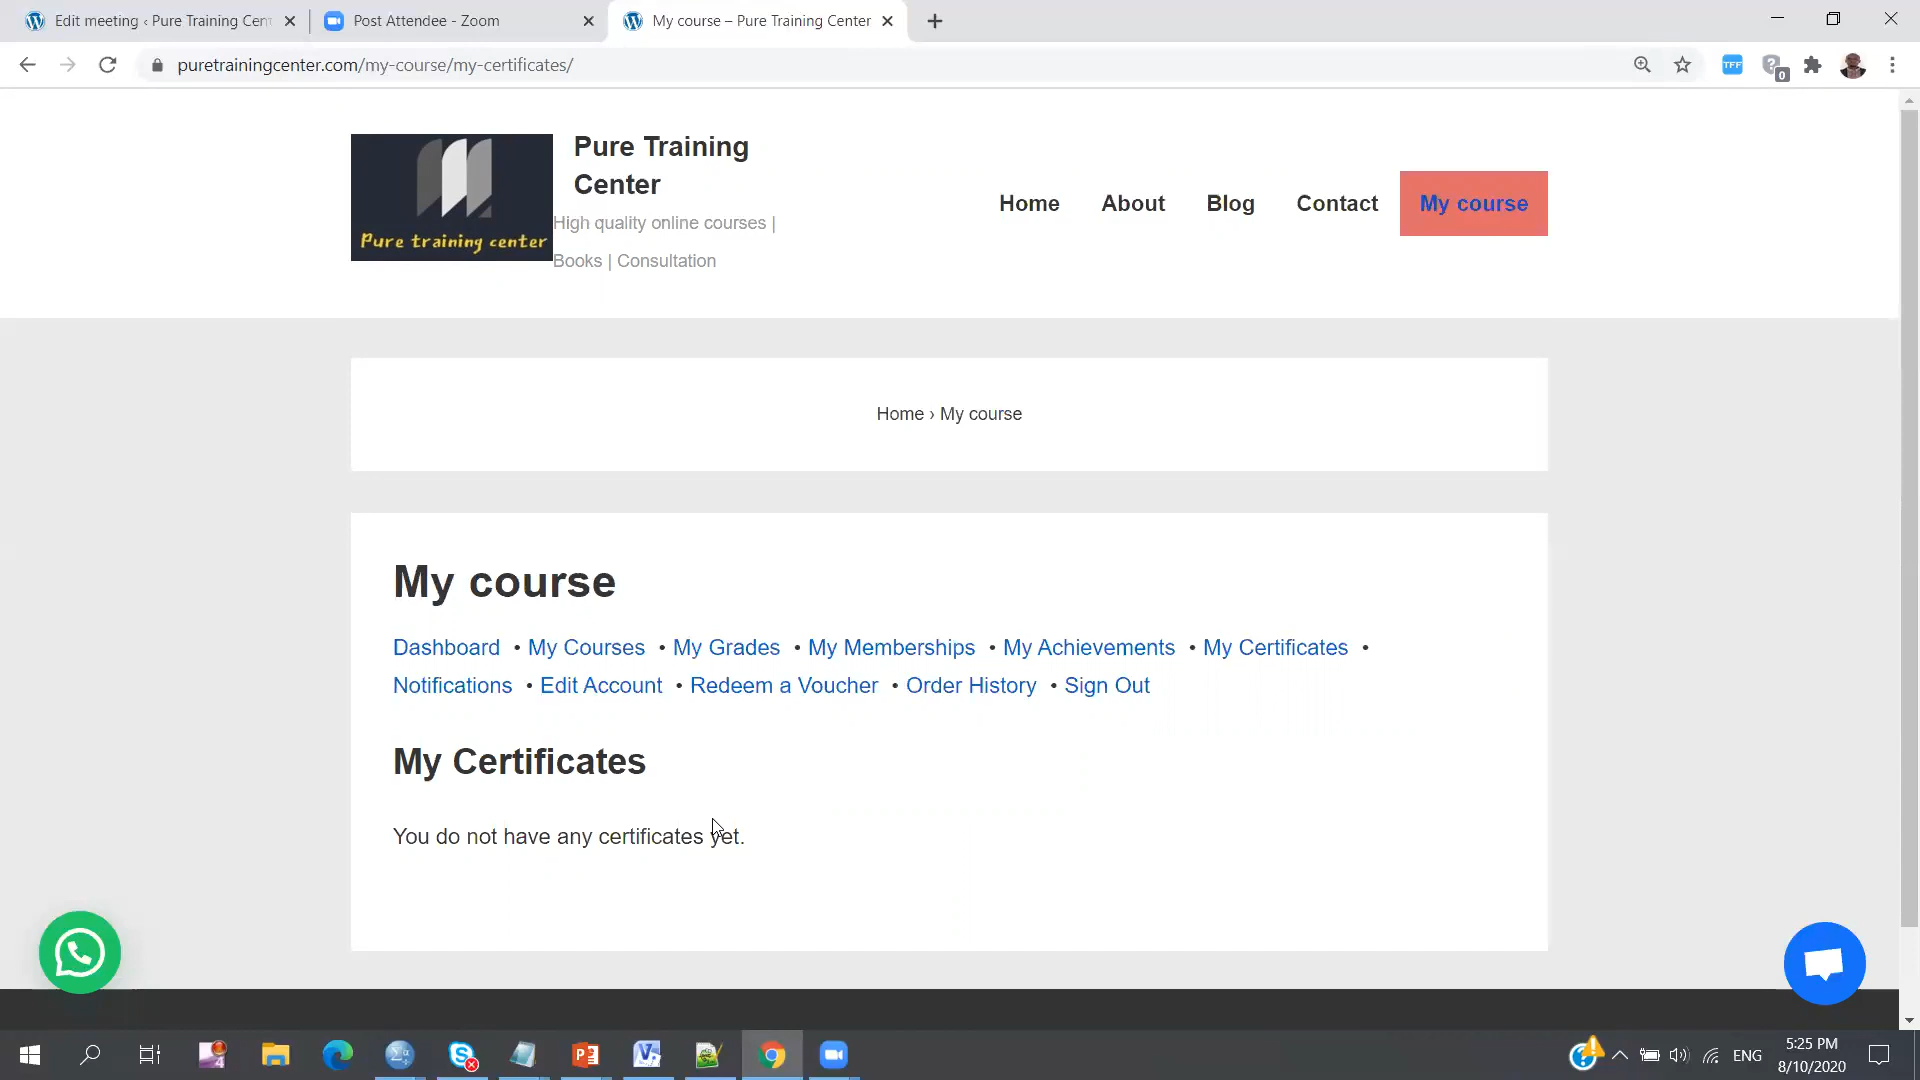 Edit meeting ‹ Pure Training Cen
Post Attendee - Zoom
My course – Pure Training Center
puretrainingcenter.com/my-course/my-certificates/
TFF
0
Pure training center
Pure Training
Center
High quality online courses |
Books | Consultation
Home
About
Blog
Contact
My course
Home › My course
My course
Dashboard • My Courses • My Grades • My Memberships • My Achievements • My Certificates •
Notifications • Edit Account • Redeem a Voucher • Order History • Sign Out
My Certificates
You do not have any certificates yet.
4
ENG
5:25 PM
8/10/2020